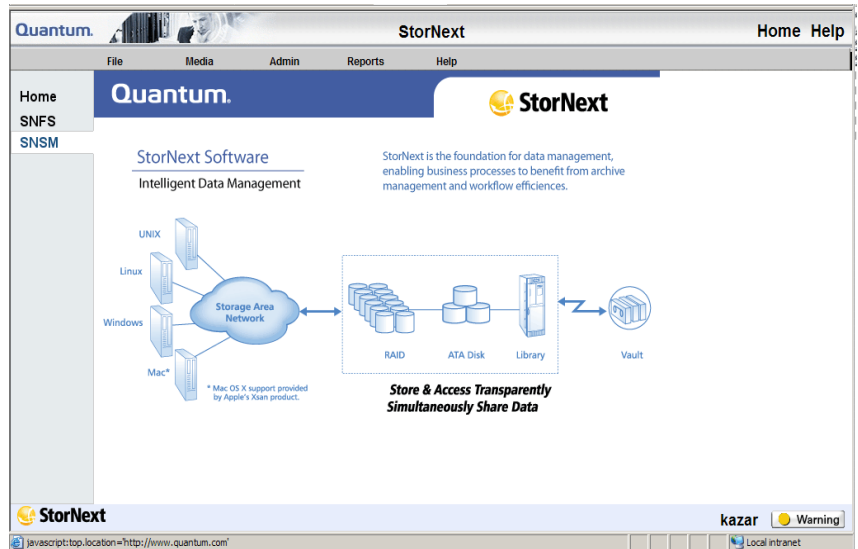 Quantum. StorNext Home Help
File Media Admin Reports Help
Home
SNFS
SNSM
Quantum.
StorNext
StorNext Software
Intelligent Data Management
StorNext is the foundation for data management,
enabling business processes to benefit from archive
management and workflow efficiences.
UNIX
Linux
Windows
Mac*
Storage Area
Network
* Mac OS X support provided
by Apple's Xsan product.
RAID ATA Disk Library Vault
Store & Access Transparently
Simultaneously Share Data
StorNext
kazar Warning
javascript:top.location='http://www.quantum.com' Local intranet